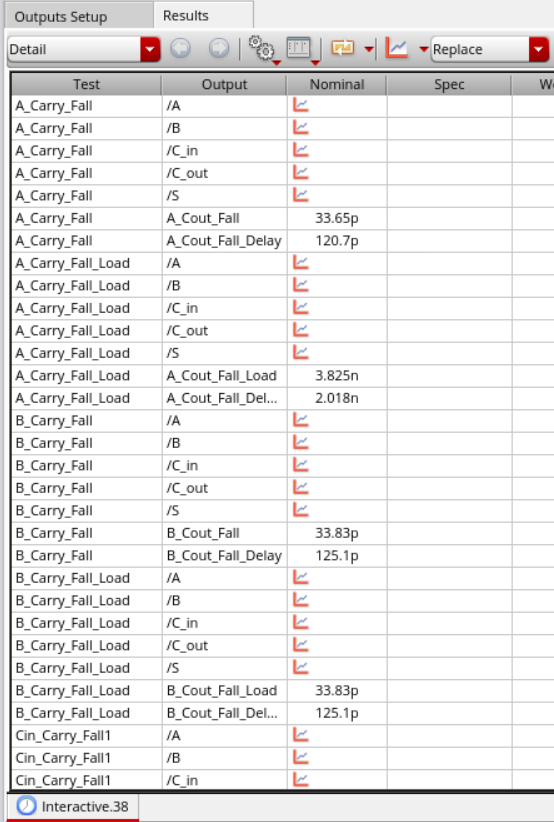 Outputs Setup Results
Detail Replace
Test Output Nominal Spec We
A_Carry_Fall /A
A_Carry_Fall /B
A_Carry_Fall /C_in
A_Carry_Fall /C_out
A_Carry_Fall /S
A_Carry_Fall A_Cout_Fall 33.65p
A_Carry_Fall A_Cout_Fall_Delay 120.7p
A_Carry_Fall_Load /A
A_Carry_Fall_Load /B
A_Carry_Fall_Load /C_in
A_Carry_Fall_Load /C_out
A_Carry_Fall_Load /S
A_Carry_Fall_Load A_Cout_Fall_Load 3.825n
A_Carry_Fall_Load A_Cout_Fall_Del... 2.018n
B_Carry_Fall /A
B_Carry_Fall /B
B_Carry_Fall /C_in
B_Carry_Fall /C_out
B_Carry_Fall /S
B_Carry_Fall B_Cout_Fall 33.83p
B_Carry_Fall B_Cout_Fall_Delay 125.1p
B_Carry_Fall_Load /A
B_Carry_Fall_Load /B
B_Carry_Fall_Load /C_in
B_Carry_Fall_Load /C_out
B_Carry_Fall_Load /S
B_Carry_Fall_Load B_Cout_Fall_Load 33.83p
B_Carry_Fall_Load B_Cout_Fall_Del... 125.1p
Cin_Carry_Fall1 /A
Cin_Carry_Fall1 /B
Cin_Carry_Fall1 /C_in
Interactive.38